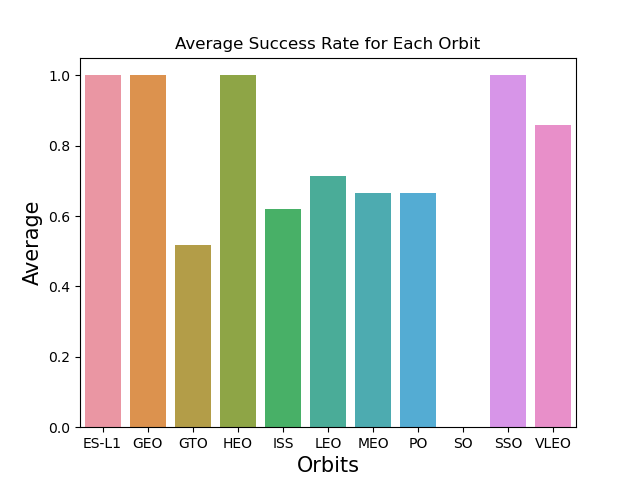 Average Success Rate for Each Orbit
1.0
0.8
0.6
0.4
0.2
0.0
Average
ES-L1 GEO GTO HEO ISS LEO MEO PO SO SSO VLEO
Orbits